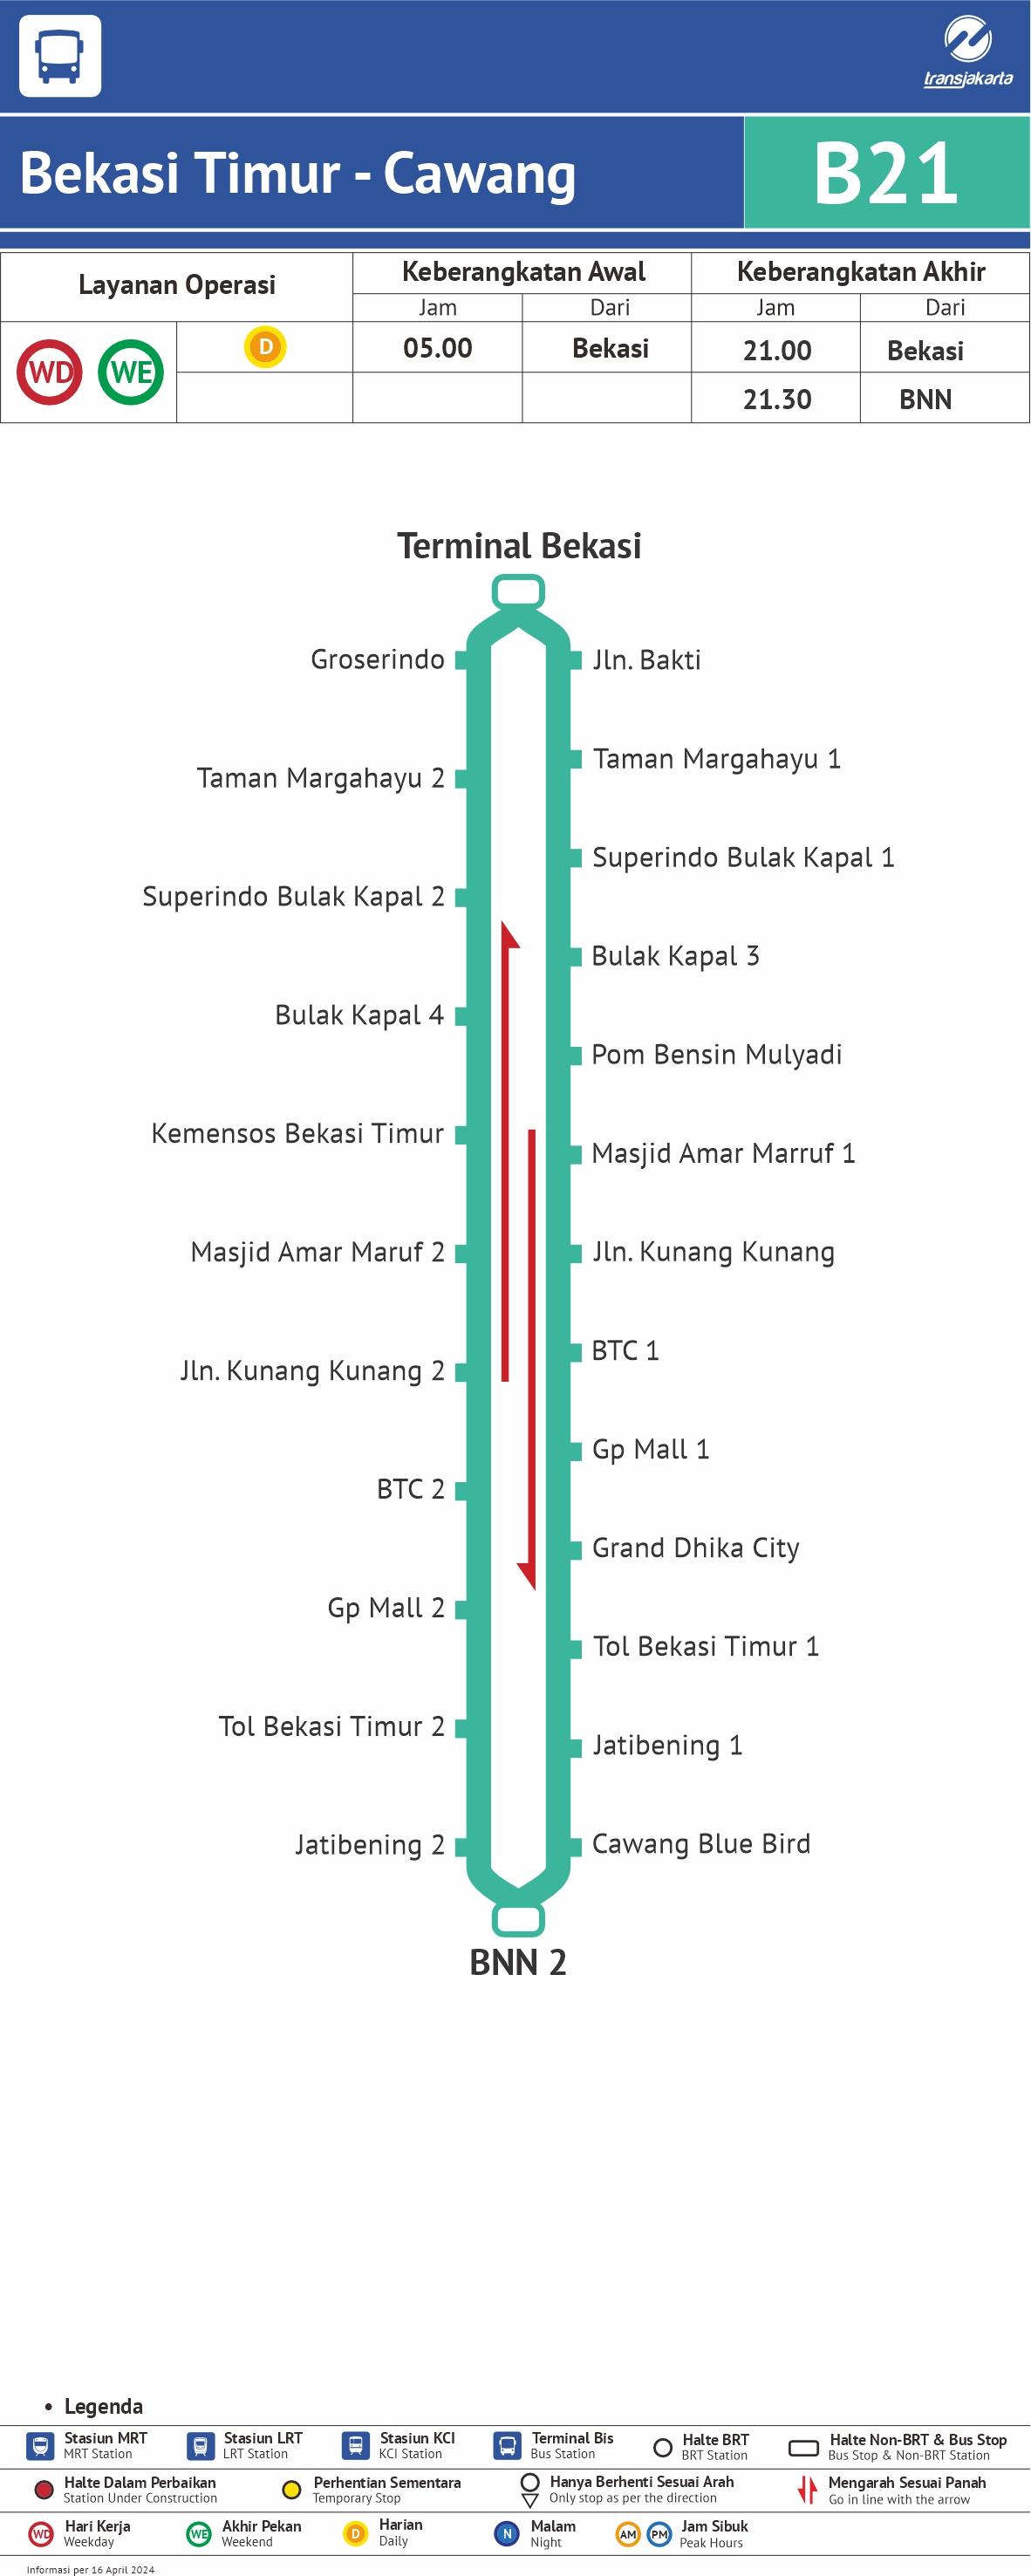 transjakarta
Bekasi Timur - Cawang
B21
Layanan Operasi
Keberangkatan Awal
Keberangkatan Akhir
Jam
Dari
Jam
Dari
WD
WE
D
05.00
Bekasi
21.00
Bekasi
21.30
BNN
Terminal Bekasi
Groserindo
Jln. Bakti
Taman Margahayu 1
Taman Margahayu 2
Superindo Bulak Kapal 1
Superindo Bulak Kapal 2
Bulak Kapal 3
Bulak Kapal 4
Pom Bensin Mulyadi
Kemensos Bekasi Timur
Masjid Amar Marruf 1
Masjid Amar Maruf 2
Jln. Kunang Kunang
BTC 1
Jln. Kunang Kunang 2
Gp Mall 1
BTC 2
Grand Dhika City
Gp Mall 2
Tol Bekasi Timur 1
Tol Bekasi Timur 2
Jatibening 1
Jatibening 2
Cawang Blue Bird
BNN 2
• Legenda
Stasiun MRT
MRT Station
Stasiun LRT
LRT Station
Stasiun KCI
KCI Station
Terminal Bis
Bus Station
Halte BRT
BRT Station
Halte Non-BRT & Bus Stop
Bus Stop & Non-BRT Station
Halte Dalam Perbaikan
Station Under Construction
Perhentian Sementara
Temporary Stop
Hanya Berhenti Sesuai Arah
Only stop as per the direction
Mengarah Sesuai Panah
Go in line with the arrow
WD
Hari Kerja
Weekday
WE
Akhir Pekan
Weekend
D
Harian
Daily
N
Malam
Night
AM
PM
Jam Sibuk
Peak Hours
Informasi per 16 April 2024